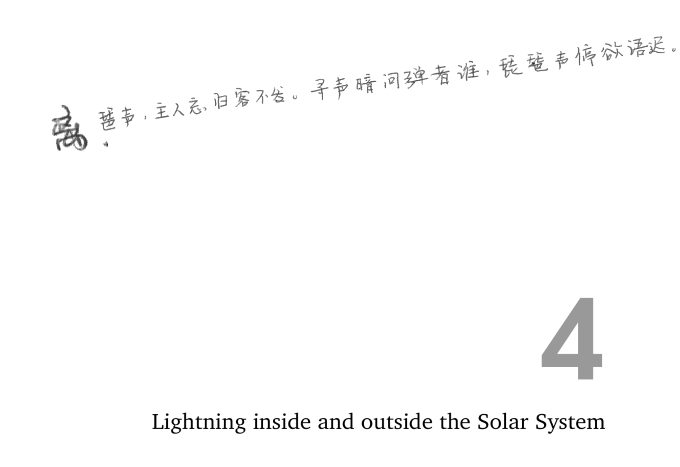 离琶声，主人忘、归客不发。寻声暗问弹者谁，琵琶声停欲语迟。
4
Lightning inside and outside the Solar System